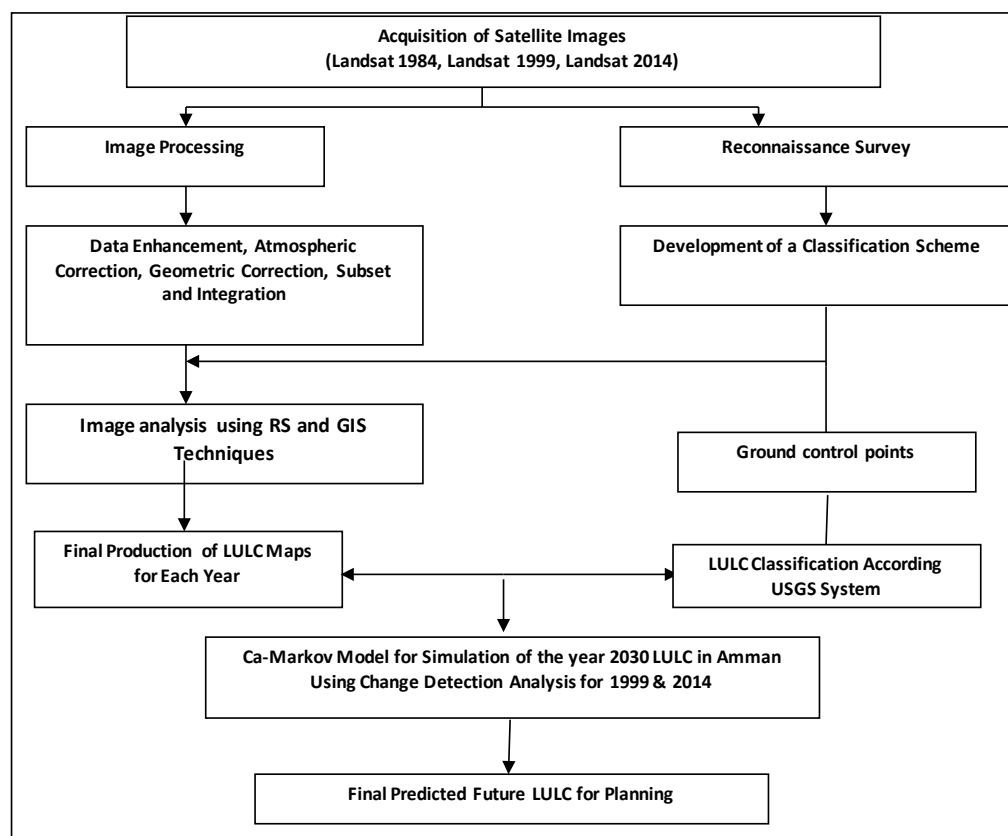 Acquisition of Satellite Images
(Landsat 1984, Landsat 1999, Landsat 2014)
Image Processing
Reconnaissance Survey
Data Enhancement, Atmospheric
Correction, Geometric Correction, Subset
and Integration
Development of a Classification Scheme
Image analysis using RS and GIS
Techniques
Ground control points
Final Production of LULC Maps
for Each Year
LULC Classification According
USGS System
Ca-Markov Model for Simulation of the year 2030 LULC in Amman
Using Change Detection Analysis for 1999 & 2014
Final Predicted Future LULC for Planning